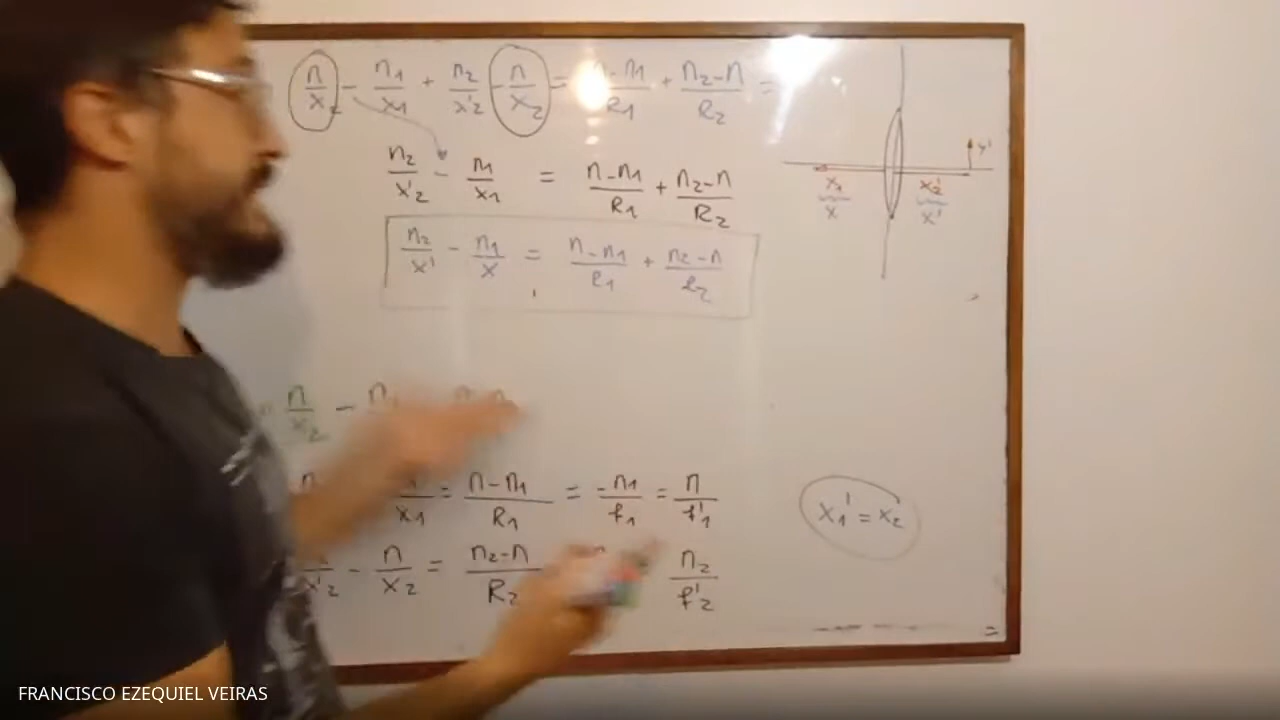 n/x₂ - n₁/x₁ + n₂/x'₂ - n/x₂ = n-n₁/R₁ + n₂-n/R₂ =
n₂/x'₂ - n₁/x₁ = n-n₁/R₁ + n₂-n/R₂
n₂/x' - n₁/x = n-n₁/R₁ + n₂-n/R₂
y'
x₁ x'₂
x x'
n/x₂ -
x₁ = n-n₁/R₁ = -n₁/f₁ = n/f'₁
x'₂ - n/x₂ = n₂-n/R₂ n₂/f'₂
x₁' = x₂
=
FRANCISCO EZEQUIEL VEIRAS